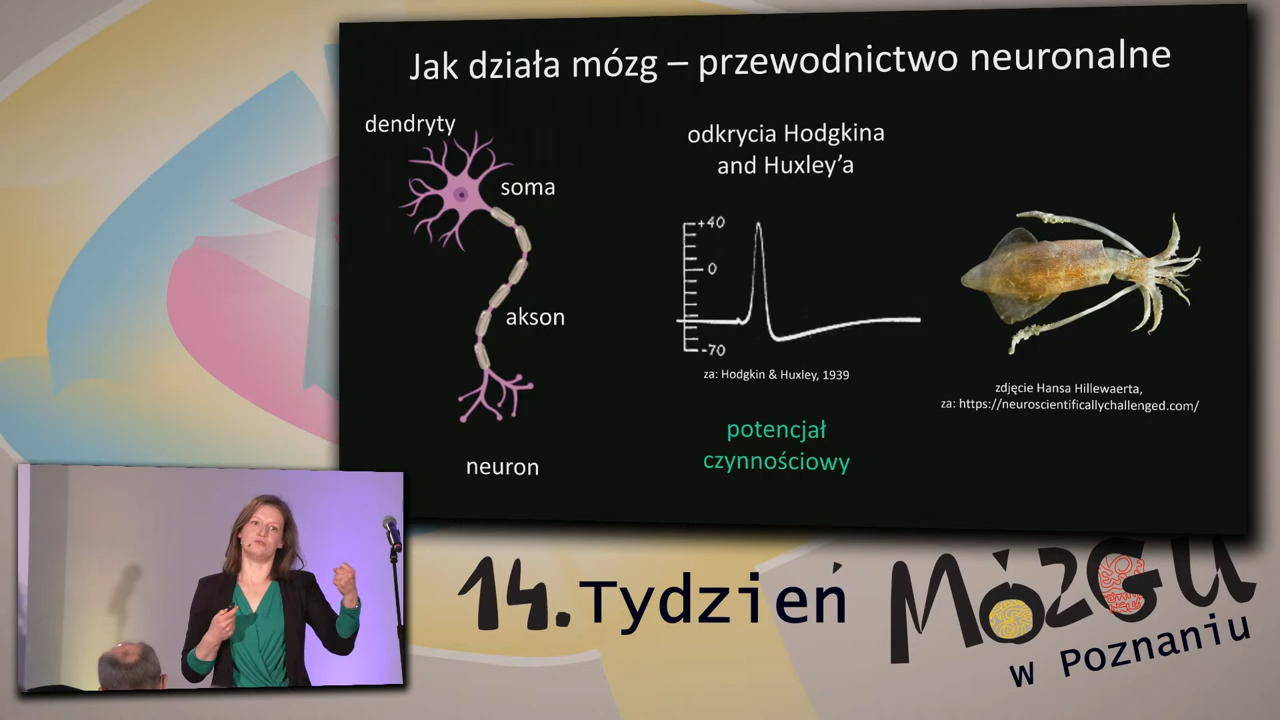 Jak działa mózg – przewodnictwo neuronalne
dendryty
soma
akson
neuron
odkrycia Hodgkina
and Huxley’a
+40
0
-70
za: Hodgkin & Huxley, 1939
potencjał
czynnościowy
zdjęcie Hansa Hillewaerta,
za: https://neuroscientificallychallenged.com/
14. Tydzień
MÓZGU
w Poznaniu